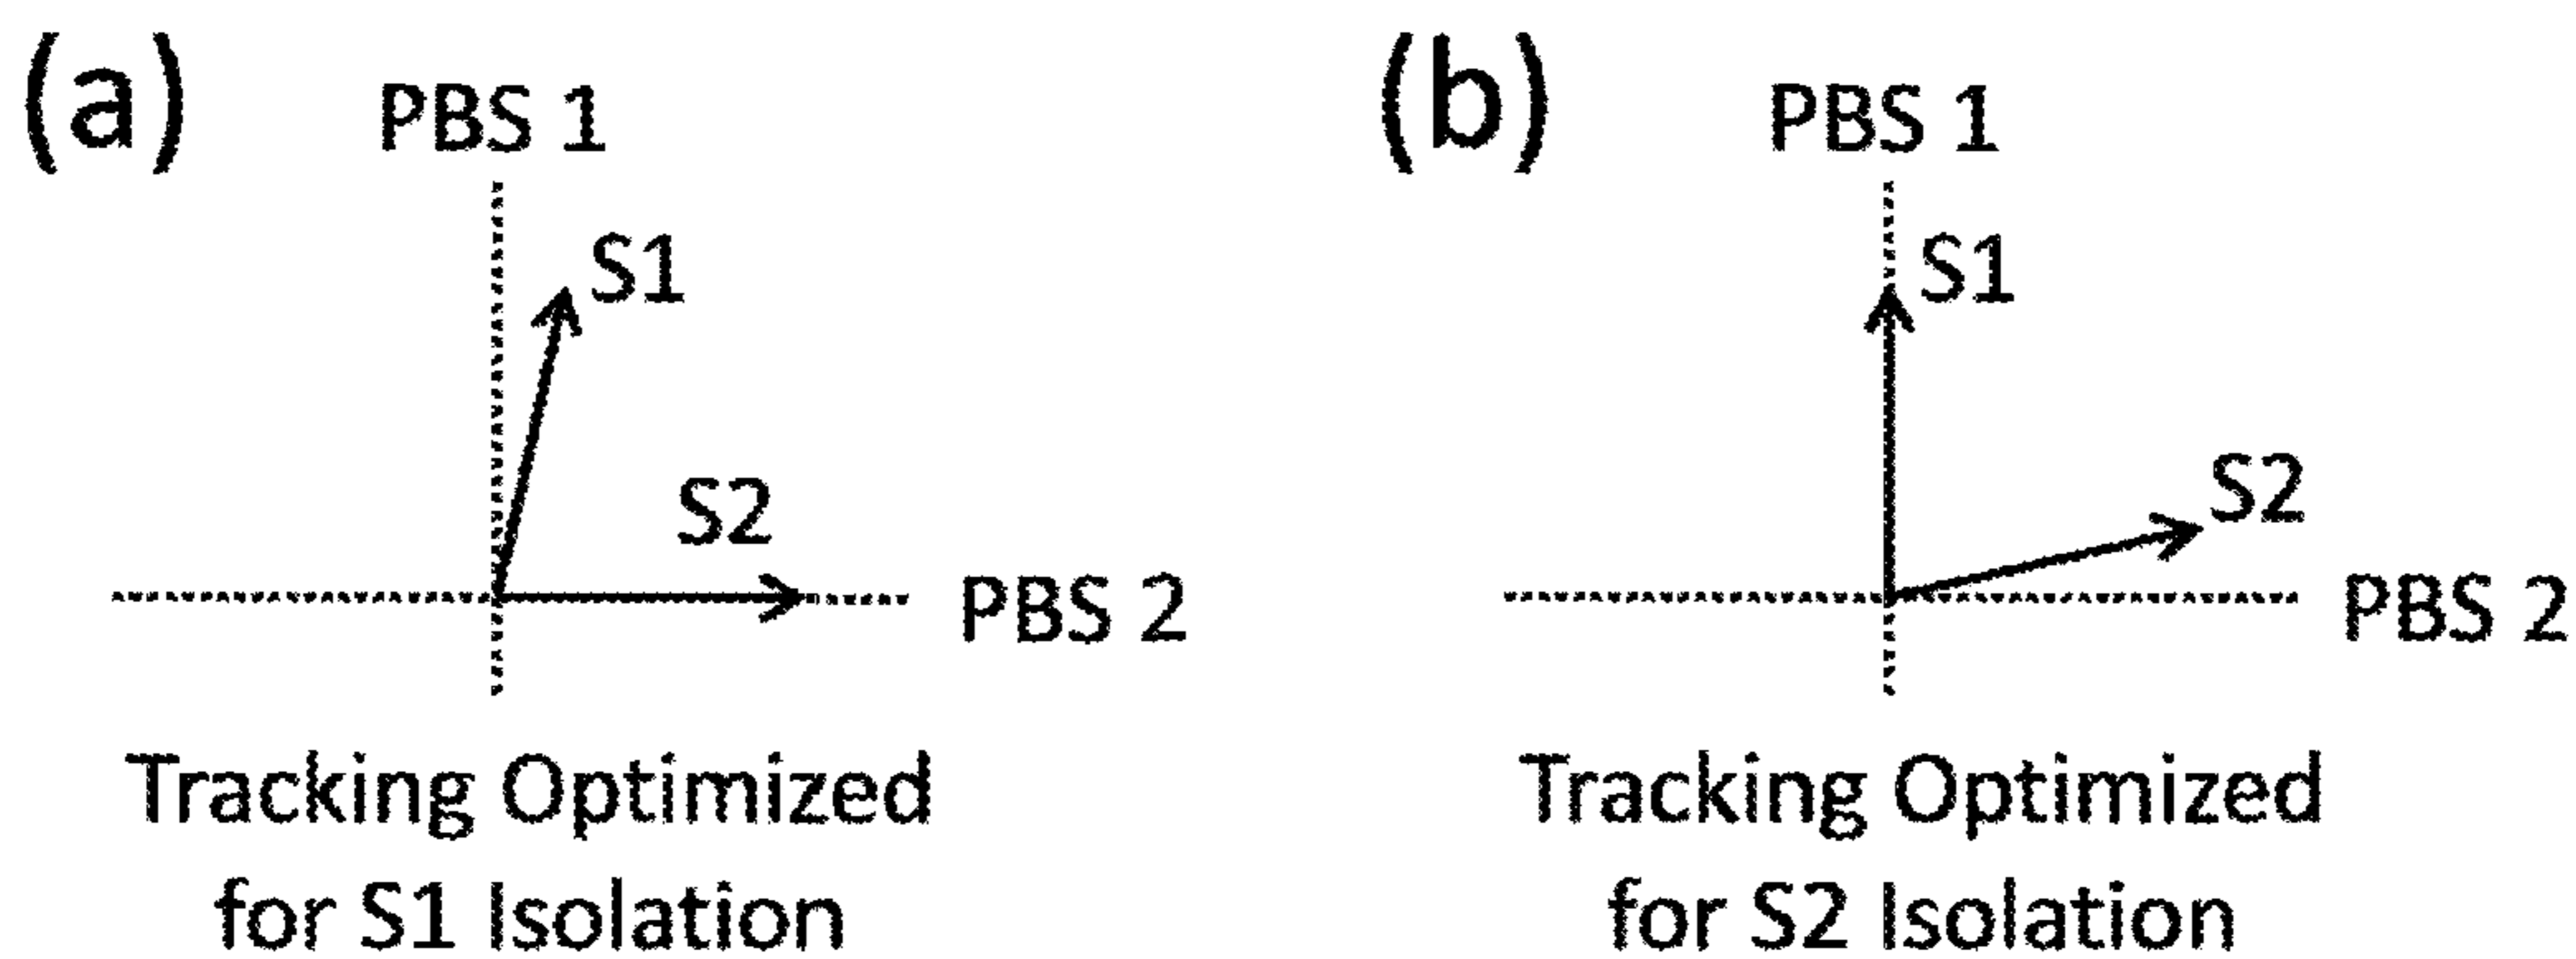 (a)
PBS 1
S1
S2
PBS 2
Tracking Optimized
for S1 Isolation
(b)
PBS 1
S1
S2
PBS 2
Tracking Optimized
for S2 Isolation